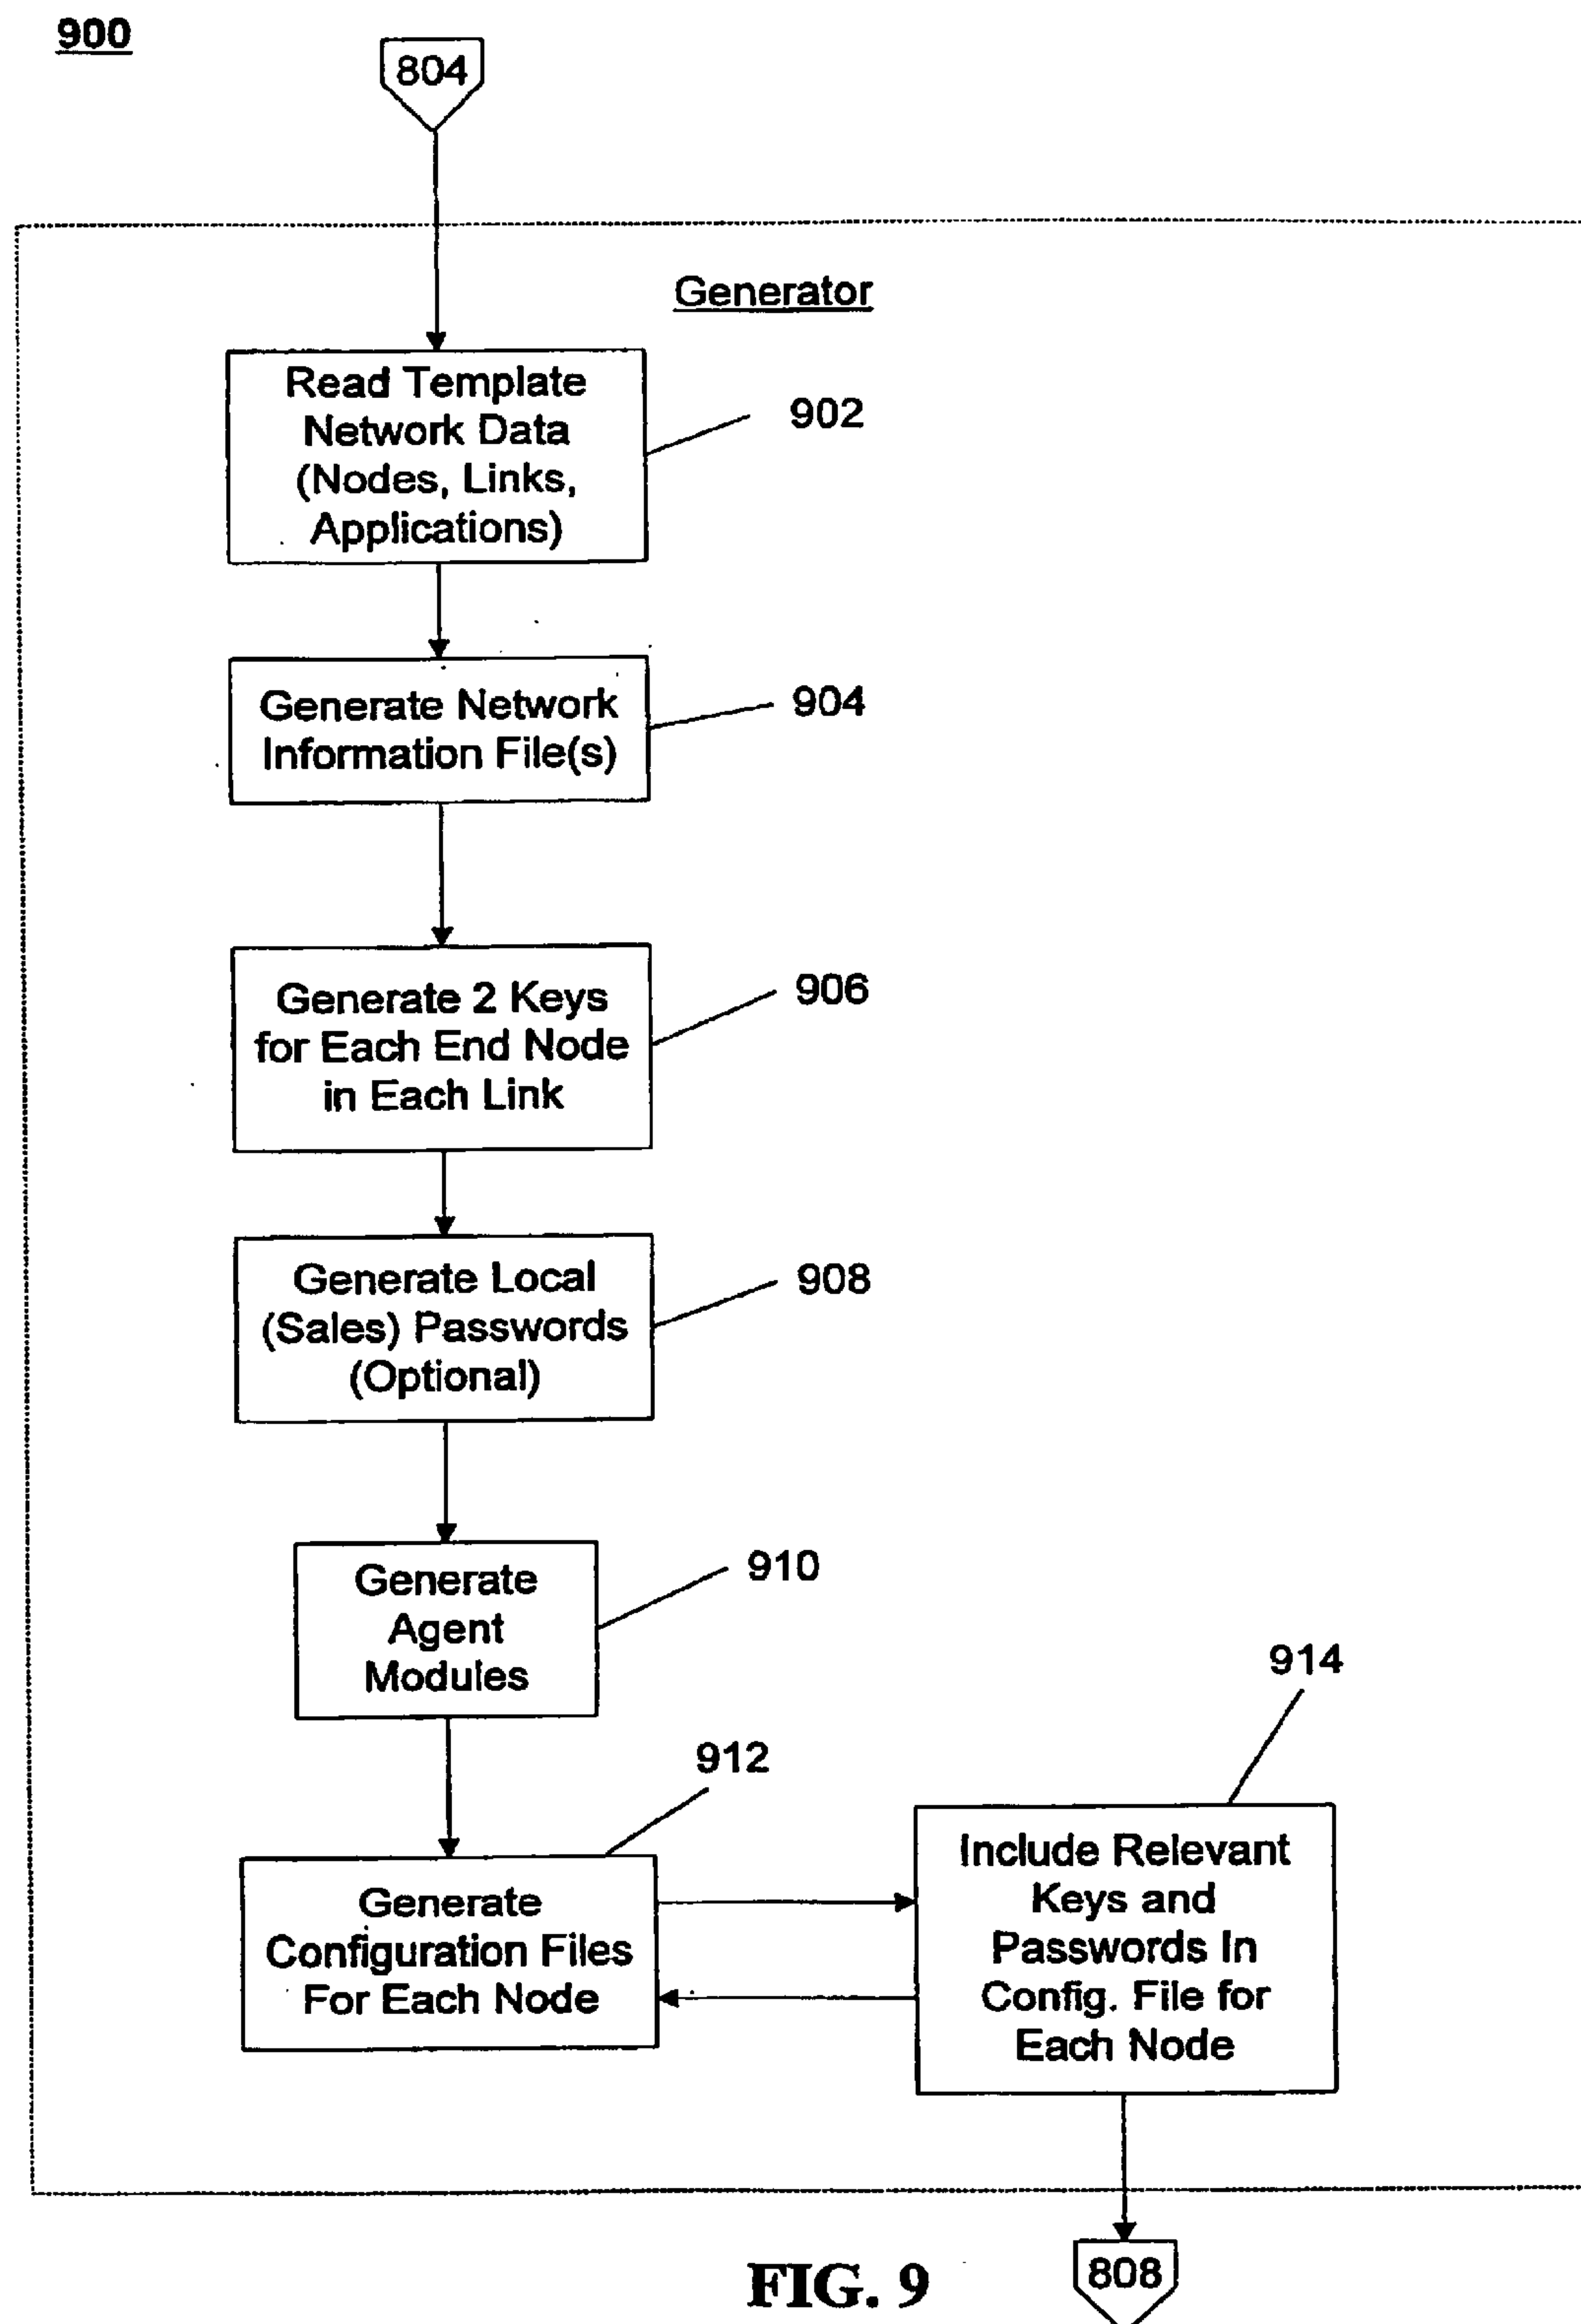 900
804
Generator
Read Template
Network Data
(Nodes, Links,
Applications)
902
Generate Network
Information File(s)
904
Generate 2 Keys
for Each End Node
in Each Link
906
Generate Local
(Sales) Passwords
(Optional)
908
Generate
Agent
Modules
910
912
Generate
Configuration Files
For Each Node
914
Include Relevant
Keys and
Passwords In
Config. File for
Each Node
808
FIG. 9